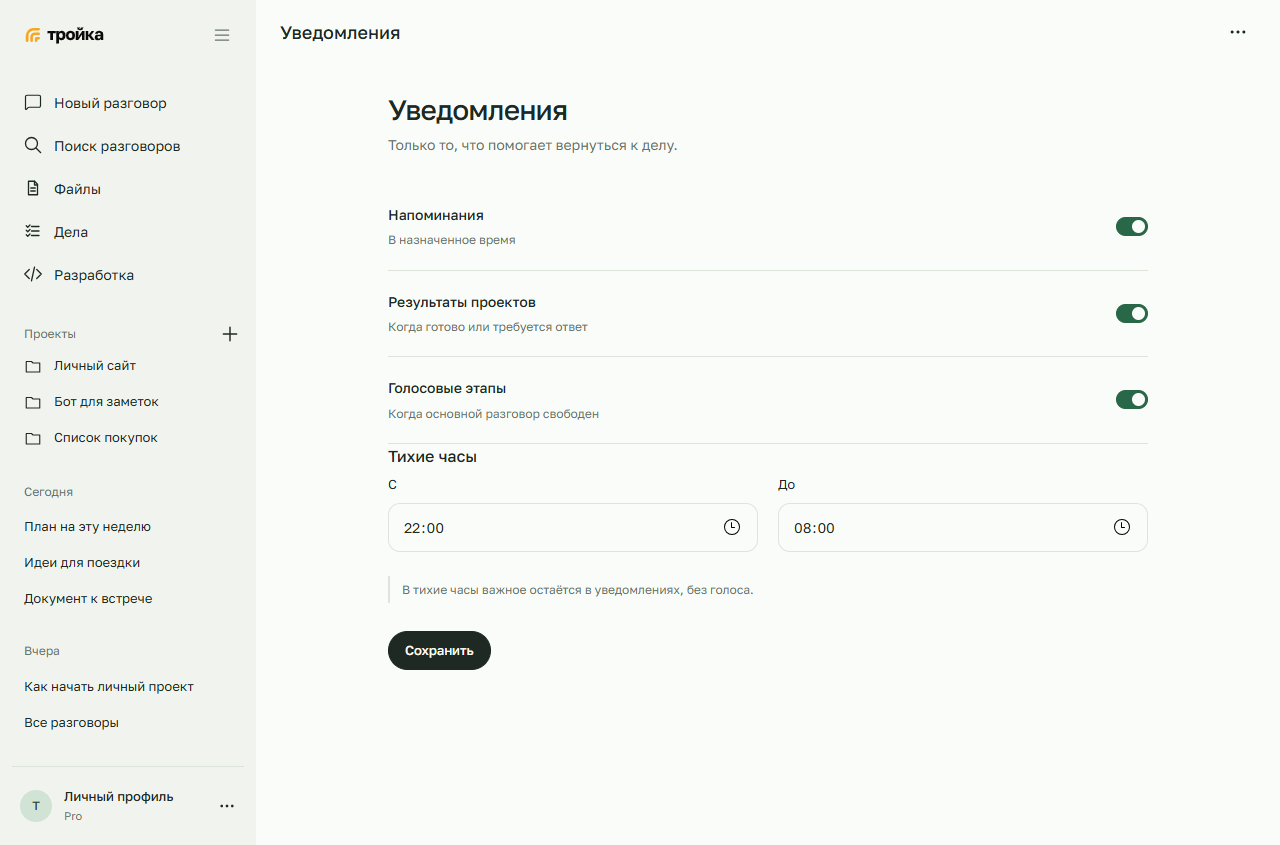 тройка
Новый разговор
Поиск разговоров
Файлы
Дела
Разработка
Проекты
Личный сайт
Бот для заметок
Список покупок
Сегодня
План на эту неделю
Идеи для поездки
Документ к встрече
Вчера
Как начать личный проект
Все разговоры
Т
Личный профиль
Pro
Уведомления
Уведомления
Только то, что помогает вернуться к делу.
Напоминания
В назначенное время
Результаты проектов
Когда готово или требуется ответ
Голосовые этапы
Когда основной разговор свободен
Тихие часы
С
До
22:00
08:00
В тихие часы важное остаётся в уведомлениях, без голоса.
Сохранить